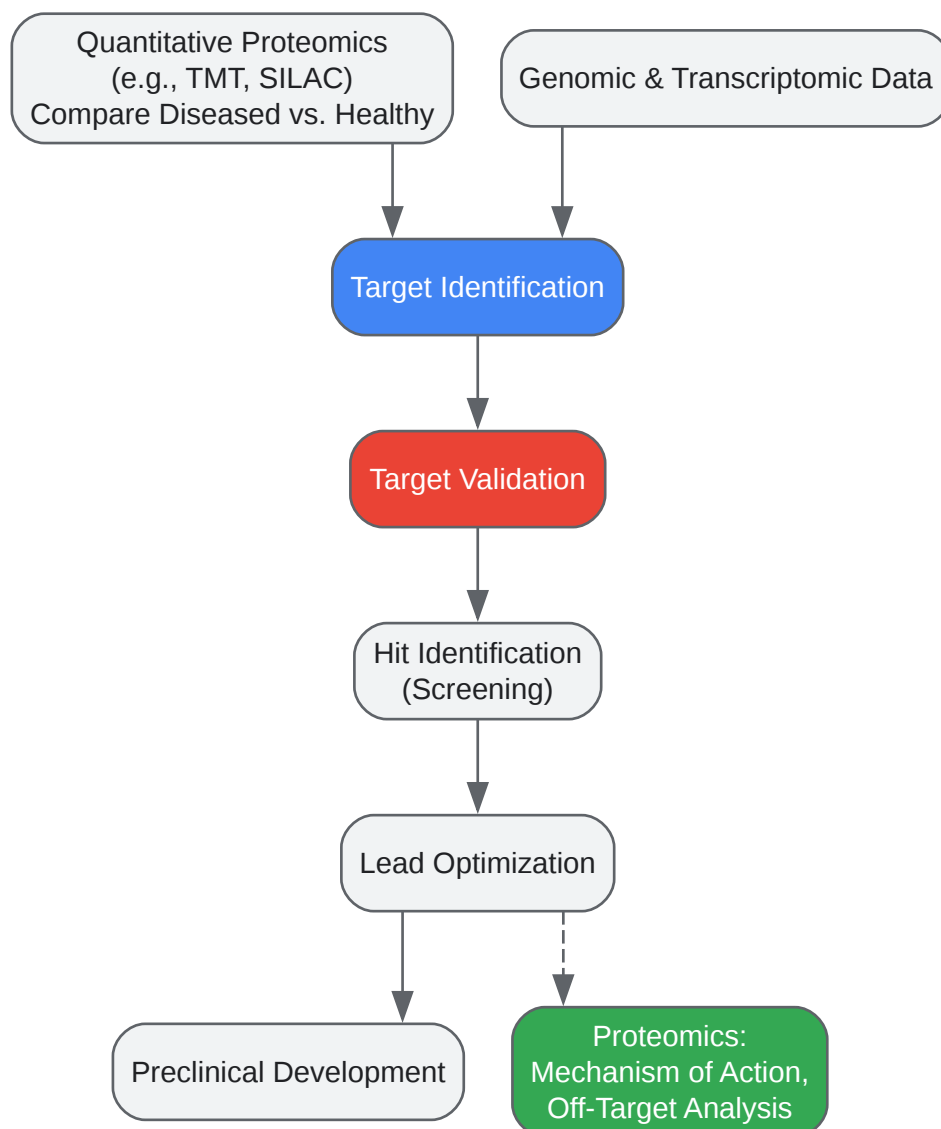 Quantitative Proteomics
(e.g., TMT, SILAC)
Compare Diseased vs. Healthy
Genomic & Transcriptomic Data
Target Identification
Target Validation
Hit Identification
(Screening)
Lead Optimization
Preclinical Development
Proteomics:
Mechanism of Action,
Off-Target Analysis